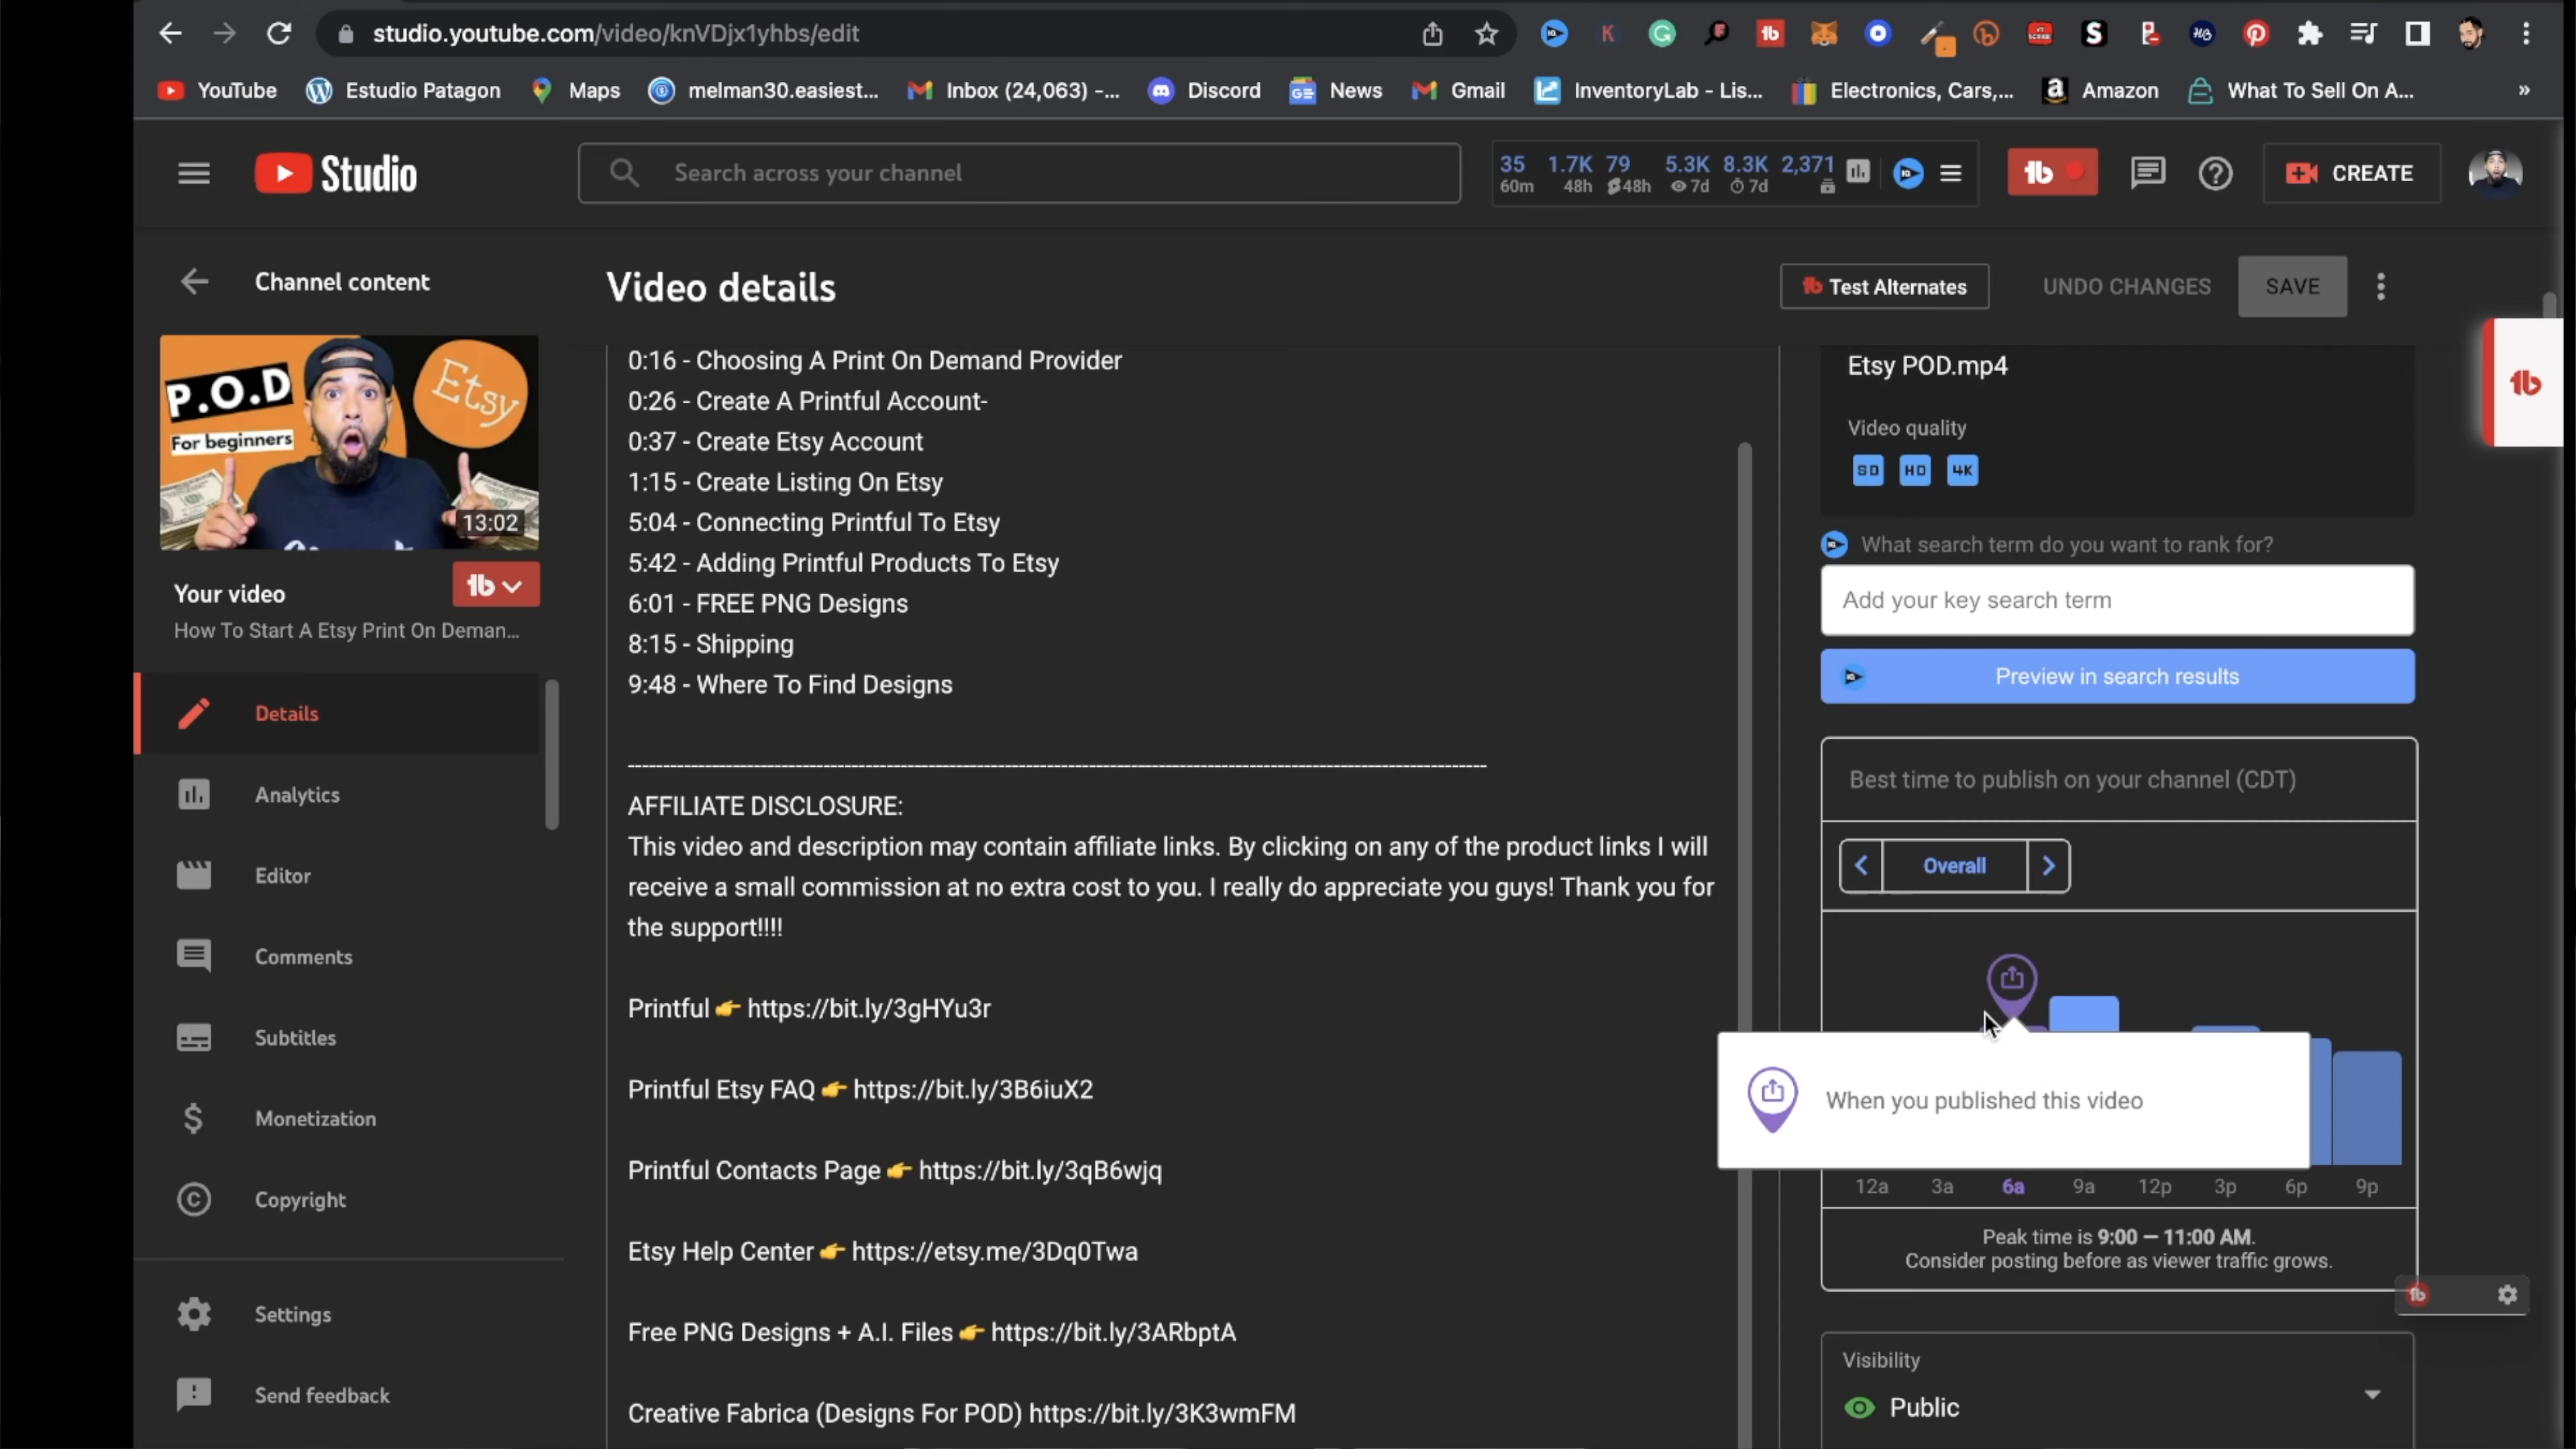 studio.youtube.com/video/knVDjx1yhbs/edit
YouTube Estudio Patagon Maps melman30.easiest... Inbox (24,063) -... Discord News Gmail InventoryLab - Lis... Electronics, Cars,... Amazon What To Sell On A... »
Studio
Search across your channel
35 1.7K 79 5.3K 8.3K 2,371
60m 48h 48h 7d 7d
CREATE
Channel content
Video details
Test Alternates
UNDO CHANGES
SAVE
P.O.D
For beginners
Etsy
13:02
Your video
How To Start A Etsy Print On Deman...
Details
Analytics
Editor
Comments
Subtitles
Monetization
Copyright
Settings
Send feedback
0:16 - Choosing A Print On Demand Provider
0:26 - Create A Printful Account-
0:37 - Create Etsy Account
1:15 - Create Listing On Etsy
5:04 - Connecting Printful To Etsy
5:42 - Adding Printful Products To Etsy
6:01 - FREE PNG Designs
8:15 - Shipping
9:48 - Where To Find Designs
AFFILIATE DISCLOSURE:
This video and description may contain affiliate links. By clicking on any of the product links I will
receive a small commission at no extra cost to you. I really do appreciate you guys! Thank you for
the support!!!!
Printful 👉 https://bit.ly/3gHYu3r
Printful Etsy FAQ 👉 https://bit.ly/3B6iuX2
Printful Contacts Page 👉 https://bit.ly/3qB6wjq
Etsy Help Center 👉 https://etsy.me/3Dq0Twa
Free PNG Designs + A.I. Files 👉 https://bit.ly/3ARbptA
Creative Fabrica (Designs For POD) https://bit.ly/3K3wmFM
Etsy POD.mp4
Video quality
SD HD 4K
What search term do you want to rank for?
Add your key search term
Preview in search results
Best time to publish on your channel (CDT)
Overall
When you published this video
12a 3a 6a 9a 12p 3p 6p 9p
Peak time is 9:00 — 11:00 AM.
Consider posting before as viewer traffic grows.
Visibility
Public